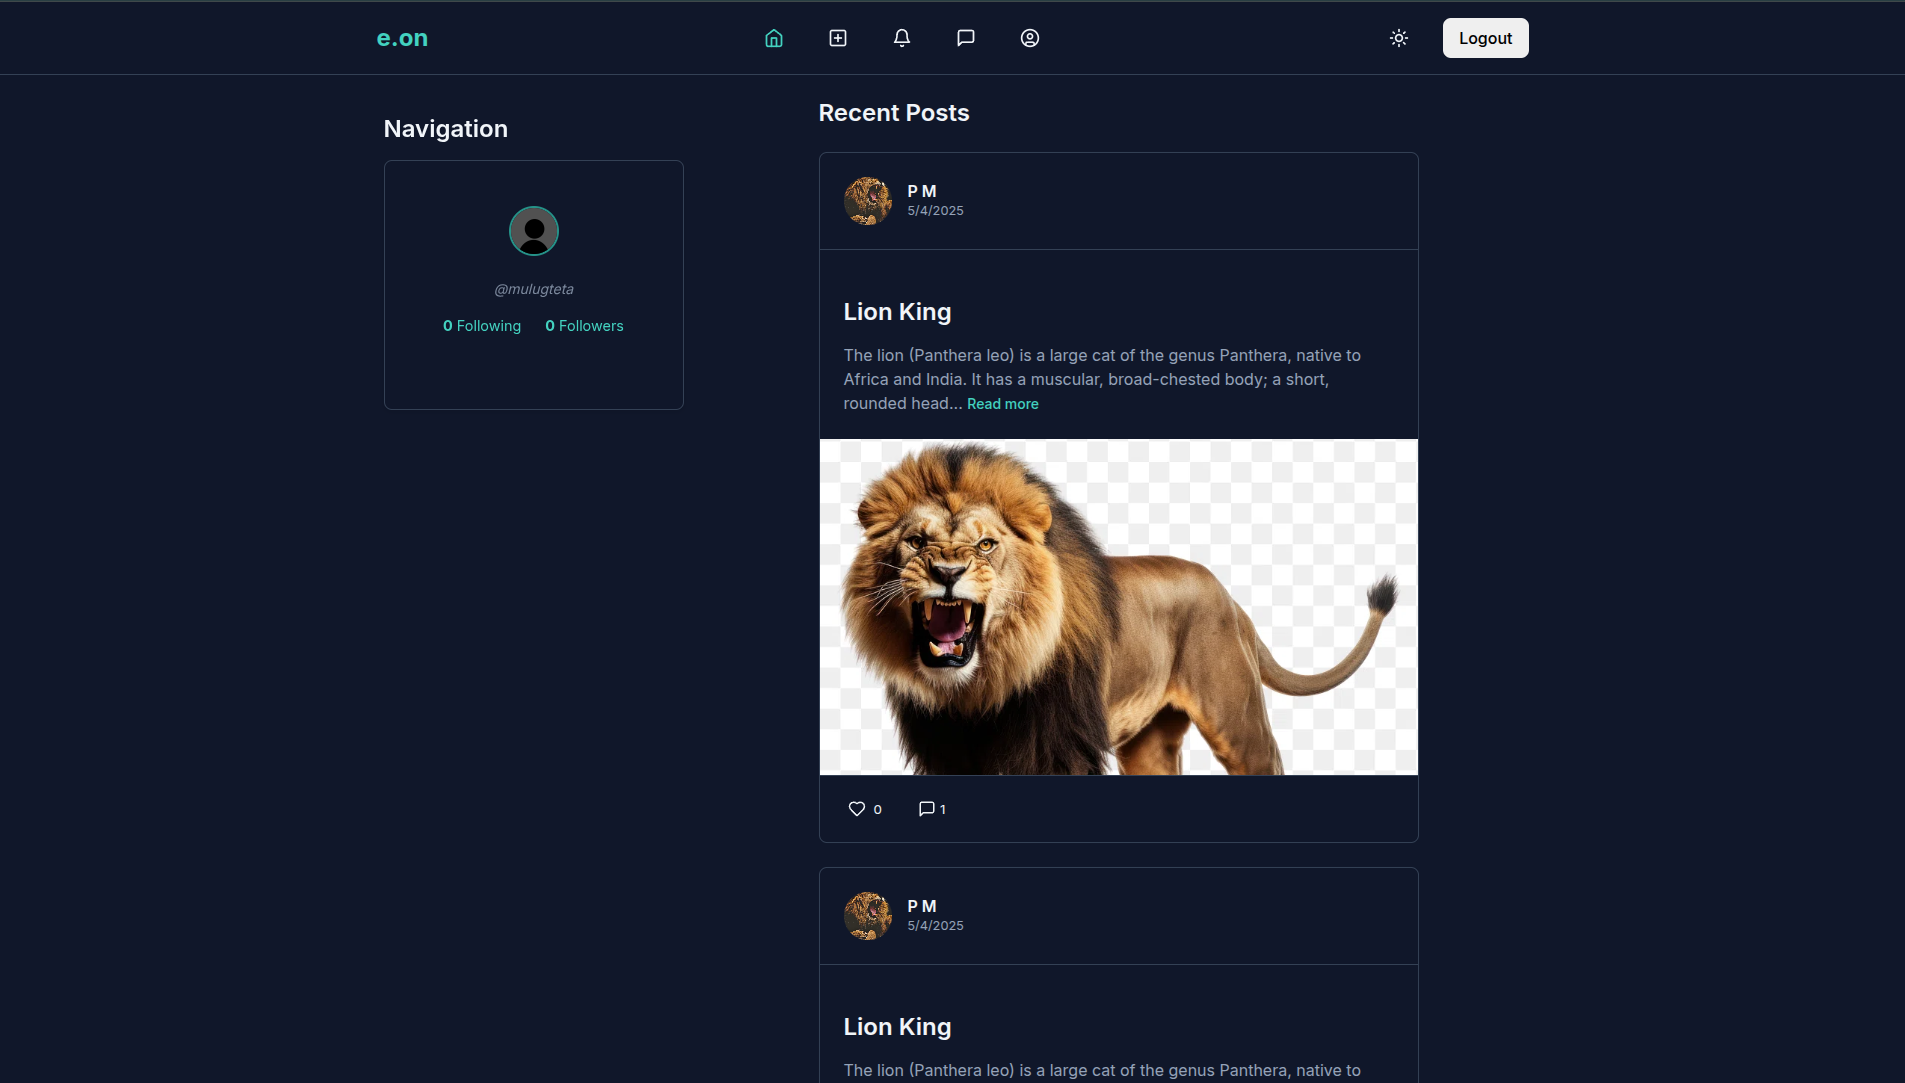 e.on
Logout
Navigation
@mulugteta
0 Following 0 Followers
Recent Posts
P M
5/4/2025
Lion King
The lion (Panthera leo) is a large cat of the genus Panthera, native to
Africa and India. It has a muscular, broad-chested body; a short,
rounded head... Read more
0 1
P M
5/4/2025
Lion King
The lion (Panthera leo) is a large cat of the genus Panthera, native to